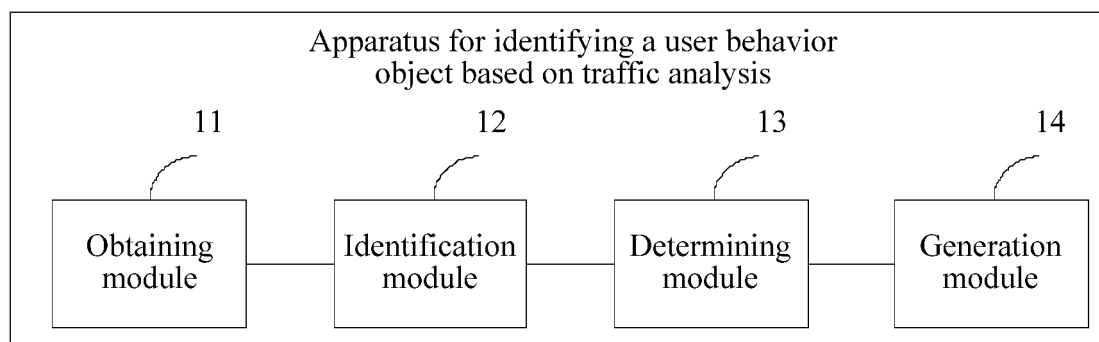 Apparatus for identifying a user behavior
object based on traffic analysis
11
12
13
14
Obtaining
module
Identification
module
Determining
module
Generation
module